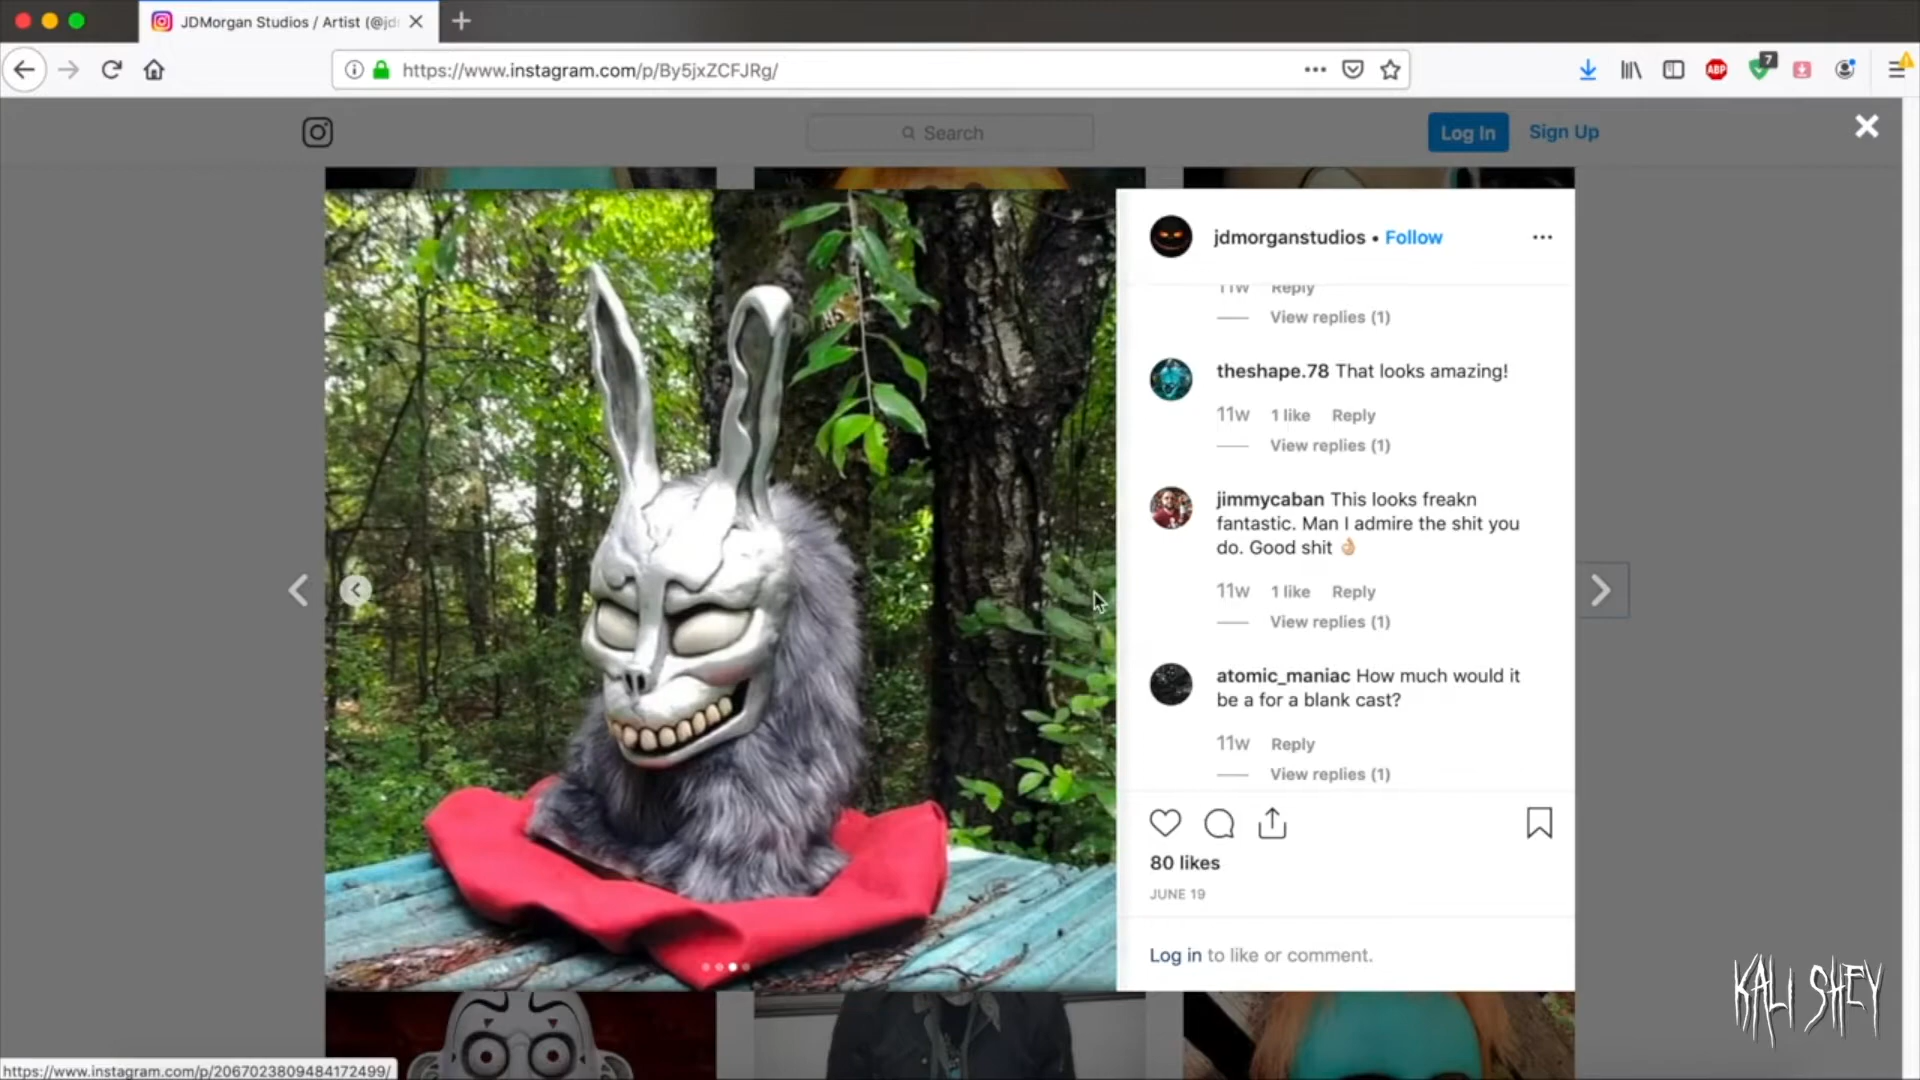 JDMorgan Studios / Artist (@jd
https://www.instagram.com/p/By5jxZCFJRg/
ABP
7
Search
Log In
Sign Up
jdmorganstudios • Follow
11w Reply
View replies (1)
theshape.78 That looks amazing!
11w 1 like Reply
View replies (1)
jimmycaban This looks freakn
fantastic. Man I admire the shit you
do. Good shit 👌🏼
11w 1 like Reply
View replies (1)
atomic_maniac How much would it
be a for a blank cast?
11w Reply
View replies (1)
80 likes
JUNE 19
Log in to like or comment.
KALI SHEY
https://www.instagram.com/p/2067023809484172499/